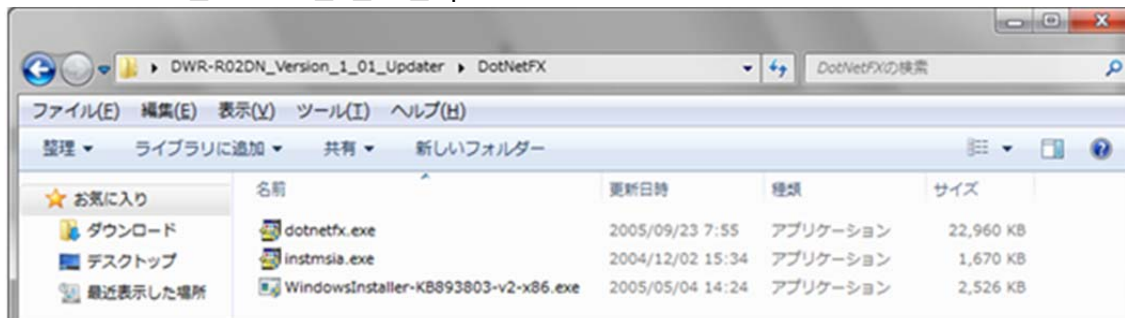 DWR-R02DN_Version_1_01_Updater ▸ DotNetFX
DotNetFXの検索
ファイル(F) 編集(E) 表示(V) ツール(T) ヘルプ(H)
整理 ライブラリに追加 共有 新しいフォルダー
お気に入り
ダウンロード
デスクトップ
最近表示した場所
名前 更新日時 種類 サイズ
dotnetfx.exe 2005/09/23 7:55 アプリケーション 22,960 KB
instmsia.exe 2004/12/02 15:34 アプリケーション 1,670 KB
WindowsInstaller-KB893803-v2-x86.exe 2005/05/04 14:24 アプリケーション 2,526 KB